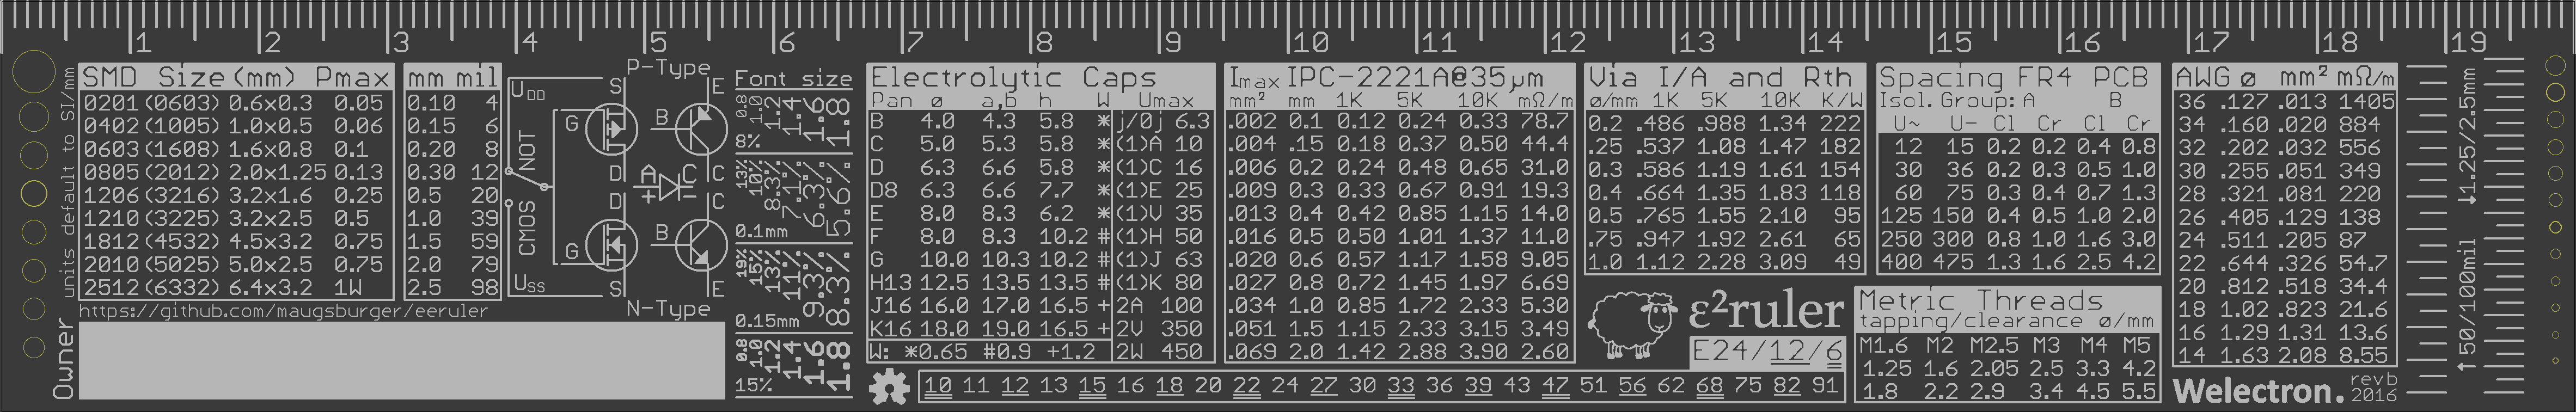 1 2 3 4 5 6 7 8 9 10 11 12 13 14 15 16 17 18 19
units default to SI/mm
SMD Size(mm) Pmax
0201(0603) 0.6x0.3 0.05
0402(1005) 1.0x0.5 0.06
0603(1608) 1.6x0.8 0.1
0805(2012) 2.0x1.25 0.13
1206(3216) 3.2x1.6 0.25
1210(3225) 3.2x2.5 0.5
1812(4532) 4.5x3.2 0.75
2010(5025) 5.0x2.5 0.75
2512(6332) 6.4x3.2 1W
https://github.com/maugsburger/eeruler
Owner
mm mil
0.10 4
0.15 6
0.20 8
0.30 12
0.5 20
1.0 39
1.5 59
2.0 79
2.5 98
P-Type
UDD S E
G B
NOT
D A C C
+ -
D C
CMOS
G B
USS S E
N-Type
Font size
0.8 1.0 1.2 1.4 1.6 1.8
8%
13% 10% 8.3% 7.1% 6.3% 5.6%
0.1mm
19% 15% 13% 11% 9.3% 8.3%
0.15mm
0.8 1.0 1.2 1.4 1.6 1.8
15%
Electrolytic Caps
Pan ø a,b h W Umax
B 4.0 4.3 5.8 * j/0j 6.3
C 5.0 5.3 5.8 * (1)A 10
D 6.3 6.6 5.8 * (1)C 16
D8 6.3 6.6 7.7 * (1)E 25
E 8.0 8.3 6.2 * (1)V 35
F 8.0 8.3 10.2 # (1)H 50
G 10.0 10.3 10.2 # (1)J 63
H13 12.5 13.5 13.5 # (1)K 80
J16 16.0 17.0 16.5 + 2A 100
K16 18.0 19.0 16.5 + 2V 350
W: *0.65 #0.9 +1.2 2W 450
Imax IPC-2221A@35µm
mm² mm 1K 5K 10K mΩ/m
.002 0.1 0.12 0.24 0.33 78.7
.004 .15 0.18 0.37 0.50 44.4
.006 0.2 0.24 0.48 0.65 31.0
.009 0.3 0.33 0.67 0.91 19.3
.013 0.4 0.42 0.85 1.15 14.0
.016 0.5 0.50 1.01 1.37 11.0
.020 0.6 0.57 1.17 1.58 9.05
.027 0.8 0.72 1.45 1.97 6.69
.034 1.0 0.85 1.72 2.33 5.30
.051 1.5 1.15 2.33 3.15 3.49
.069 2.0 1.42 2.88 3.90 2.60
Via I/A and Rth
ø/mm 1K 5K 10K K/W
0.2 .486 .988 1.34 222
.25 .537 1.08 1.47 182
0.3 .586 1.19 1.61 154
0.4 .664 1.35 1.83 118
0.5 .765 1.55 2.10 95
.75 .947 1.92 2.61 65
1.0 1.12 2.28 3.09 49
ε²ruler
E24/12/6
10 11 12 13 15 16 18 20 22 24 27 30 33 36 39 43 47 51 56 62 68 75 82 91
Spacing FR4 PCB
Isol. Group: A B
U~ U- Cl Cr Cl Cr
12 15 0.2 0.2 0.4 0.8
30 36 0.2 0.3 0.5 1.0
60 75 0.3 0.4 0.7 1.3
125 150 0.4 0.5 1.0 2.0
250 300 0.8 1.0 1.6 3.0
400 475 1.3 1.6 2.5 4.2
Metric Threads
tapping/clearance ø/mm
M1.6 M2 M2.5 M3 M4 M5
1.25 1.6 2.05 2.5 3.3 4.2
1.8 2.2 2.9 3.4 4.5 5.5
AWG ø mm² mΩ/m
36 .127 .013 1405
34 .160 .020 884
32 .202 .032 556
30 .255 .051 349
28 .321 .081 220
26 .405 .129 138
24 .511 .205 87
22 .644 .326 54.7
20 .812 .518 34.4
18 1.02 .823 21.6
16 1.29 1.31 13.6
14 1.63 2.08 8.55
Welectron.
revb
2016
↓1.25/2.5mm
↑50/100mil